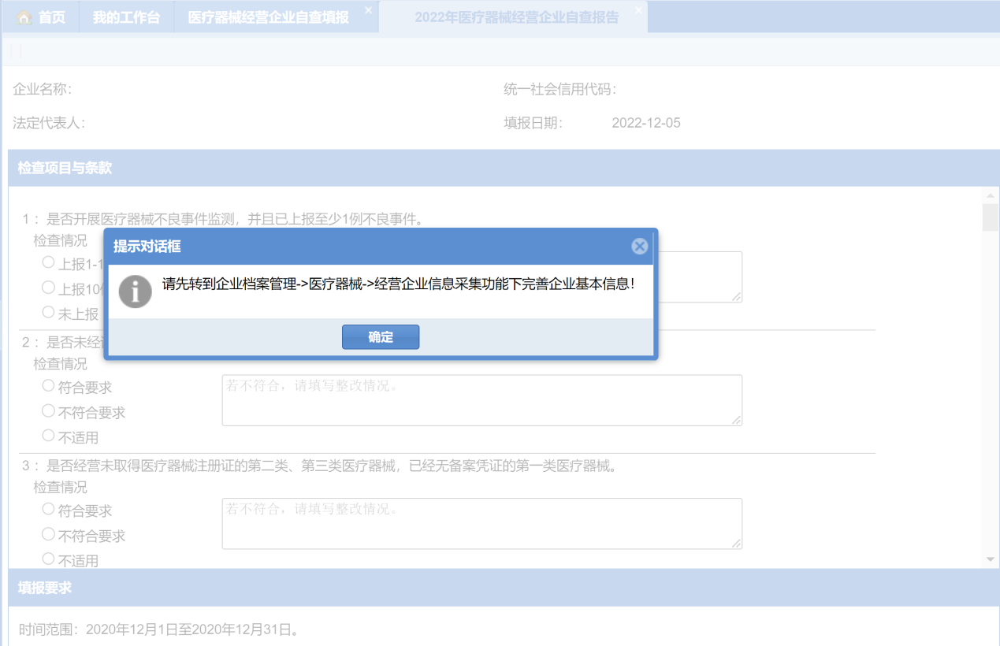 首页 我的工作台 医疗器械经营企业自查填报 × 2022年医疗器械经营企业自查报告 ×
企业名称： 统一社会信用代码：
法定代表人： 填报日期： 2022-12-05
检查项目与条款
1 ：是否开展医疗器械不良事件监测，并且已上报至少1例不良事件。
检查情况
上报1-1
上报10
未上报
提示对话框
请先转到企业档案管理->医疗器械->经营企业信息采集功能下完善企业基本信息!
确定
2 ：是否未经
检查情况
符合要求
不符合要求
不适用
若不符合，请填写整改情况。
3 ：是否经营未取得医疗器械注册证的第二类、第三类医疗器械，已经无备案凭证的第一类医疗器械。
检查情况
符合要求
不符合要求
不适用
若不符合，请填写整改情况。
填报要求
时间范围：2020年12月1日至2020年12月31日。